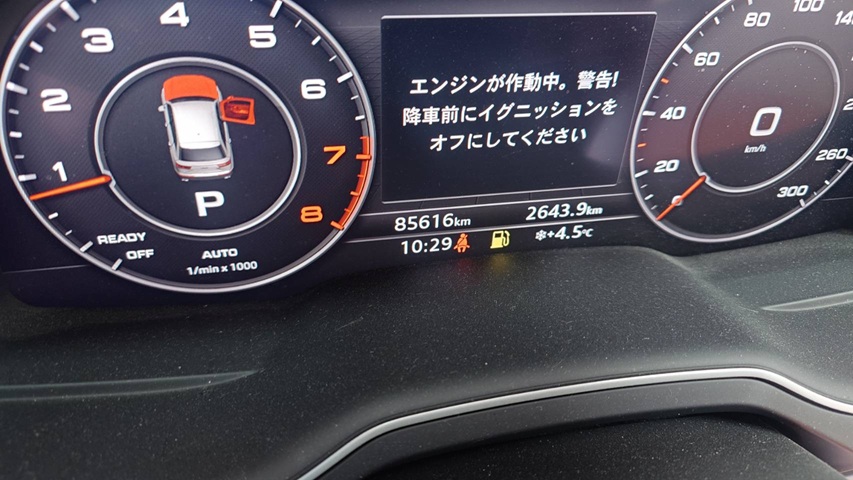 エンジンが作動中。警告!
降車前にイグニッションを
オフにしてください
1
2
3
4
5
6
7
8
P
READY
OFF
AUTO
1/min x 1000
85616km
2643.9km
10:29
❄+4.5℃
0
20
40
60
80
100
260
300
0
km/h